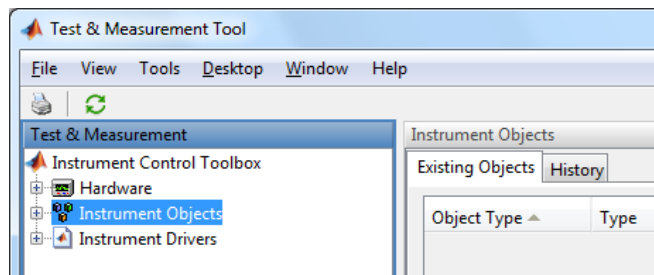 Test & Measurement Tool
File View Tools Desktop Window Help
Test & Measurement
Instrument Objects
Instrument Control Toolbox
Existing Objects History
Hardware
Instrument Objects
Object Type Type
Instrument Drivers